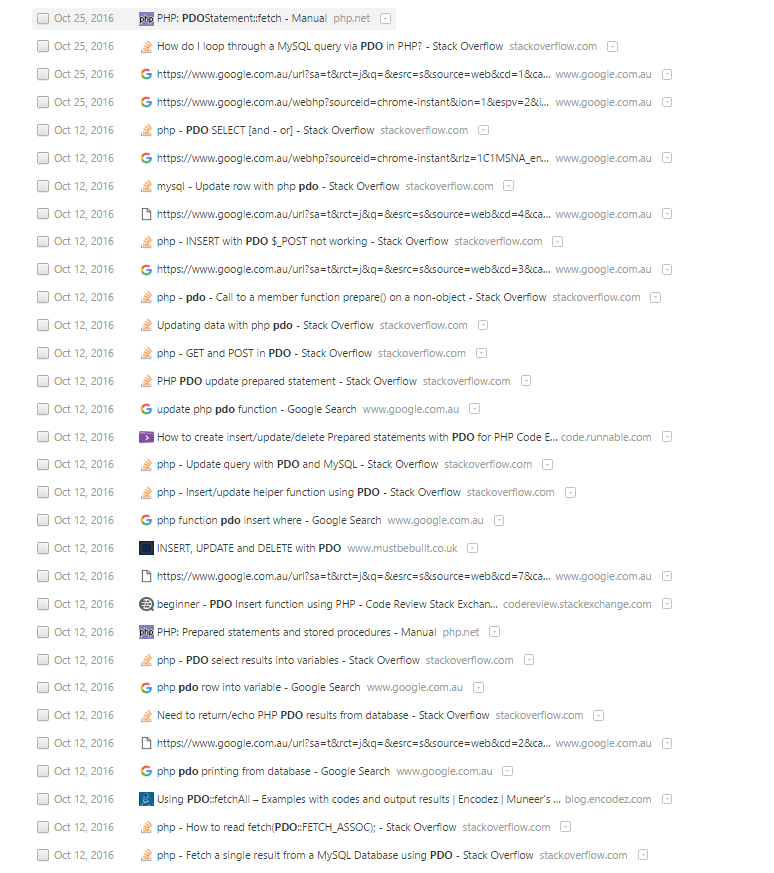 Oct 25, 2016 php PHP: PDOStatement::fetch - Manual php.net
Oct 25, 2016 How do I loop through a MySQL query via PDO in PHP? - Stack Overflow stackoverflow.com
Oct 25, 2016 https://www.google.com.au/url?sa=t&rct=j&q=&esrc=s&source=web&cd=1&ca... www.google.com.au
Oct 25, 2016 https://www.google.com.au/webhp?sourceid=chrome-instant&ion=1&espv=2&i... www.google.com.au
Oct 12, 2016 php - PDO SELECT [and - or] - Stack Overflow stackoverflow.com
Oct 12, 2016 https://www.google.com.au/webhp?sourceid=chrome-instant&rlz=1C1MSNA_en... www.google.com.au
Oct 12, 2016 mysql - Update row with php pdo - Stack Overflow stackoverflow.com
Oct 12, 2016 https://www.google.com.au/url?sa=t&rct=j&q=&esrc=s&source=web&cd=4&ca... www.google.com.au
Oct 12, 2016 php - INSERT with PDO $_POST not working - Stack Overflow stackoverflow.com
Oct 12, 2016 https://www.google.com.au/url?sa=t&rct=j&q=&esrc=s&source=web&cd=3&ca... www.google.com.au
Oct 12, 2016 php - pdo - Call to a member function prepare() on a non-object - Stack Overflow stackoverflow.com
Oct 12, 2016 Updating data with php pdo - Stack Overflow stackoverflow.com
Oct 12, 2016 php - GET and POST in PDO - Stack Overflow stackoverflow.com
Oct 12, 2016 PHP PDO update prepared statement - Stack Overflow stackoverflow.com
Oct 12, 2016 update php pdo function - Google Search www.google.com.au
Oct 12, 2016 How to create insert/update/delete Prepared statements with PDO for PHP Code E... code.runnable.com
Oct 12, 2016 php - Update query with PDO and MySQL - Stack Overflow stackoverflow.com
Oct 12, 2016 php - Insert/update helper function using PDO - Stack Overflow stackoverflow.com
Oct 12, 2016 php function pdo insert where - Google Search www.google.com.au
Oct 12, 2016 INSERT, UPDATE and DELETE with PDO www.mustbebuilt.co.uk
Oct 12, 2016 https://www.google.com.au/url?sa=t&rct=j&q=&esrc=s&source=web&cd=7&ca... www.google.com.au
Oct 12, 2016 beginner - PDO Insert function using PHP - Code Review Stack Exchan... codereview.stackexchange.com
Oct 12, 2016 php PHP: Prepared statements and stored procedures - Manual php.net
Oct 12, 2016 php - PDO select results into variables - Stack Overflow stackoverflow.com
Oct 12, 2016 php pdo row into variable - Google Search www.google.com.au
Oct 12, 2016 Need to return/echo PHP PDO results from database - Stack Overflow stackoverflow.com
Oct 12, 2016 https://www.google.com.au/url?sa=t&rct=j&q=&esrc=s&source=web&cd=2&ca... www.google.com.au
Oct 12, 2016 php pdo printing from database - Google Search www.google.com.au
Oct 12, 2016 Using PDO::fetchAll – Examples with codes and output results | Encodez | Muneer's ... blog.encodez.com
Oct 12, 2016 php - How to read fetch(PDO::FETCH_ASSOC); - Stack Overflow stackoverflow.com
Oct 12, 2016 php - Fetch a single result from a MySQL Database using PDO - Stack Overflow stackoverflow.com